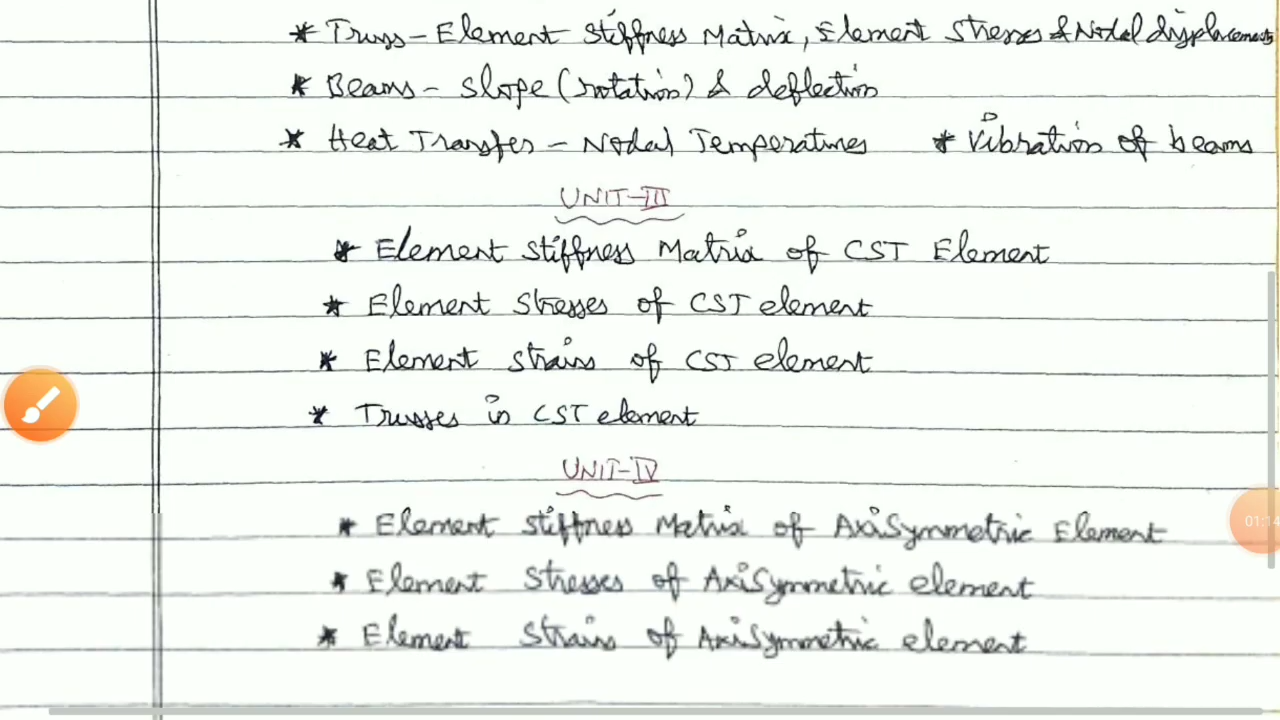 * Truss - Element Stiffness Matrix, Element Stresses & Nodal displacements
* Beams - Slope (rotation) & deflection
* Heat Transfer - Nodal Temperatures * Vibration of beams
UNIT-III
* Element Stiffness Matrix of CST Element
* Element Stresses of CST element
* Element Strains of CST element
* Trusses in CST element
UNIT-IV
* Element Stiffness Matrix of AxiSymmetric Element
01:14
* Element Stresses of AxiSymmetric element
* Element Strains of AxiSymmetric element